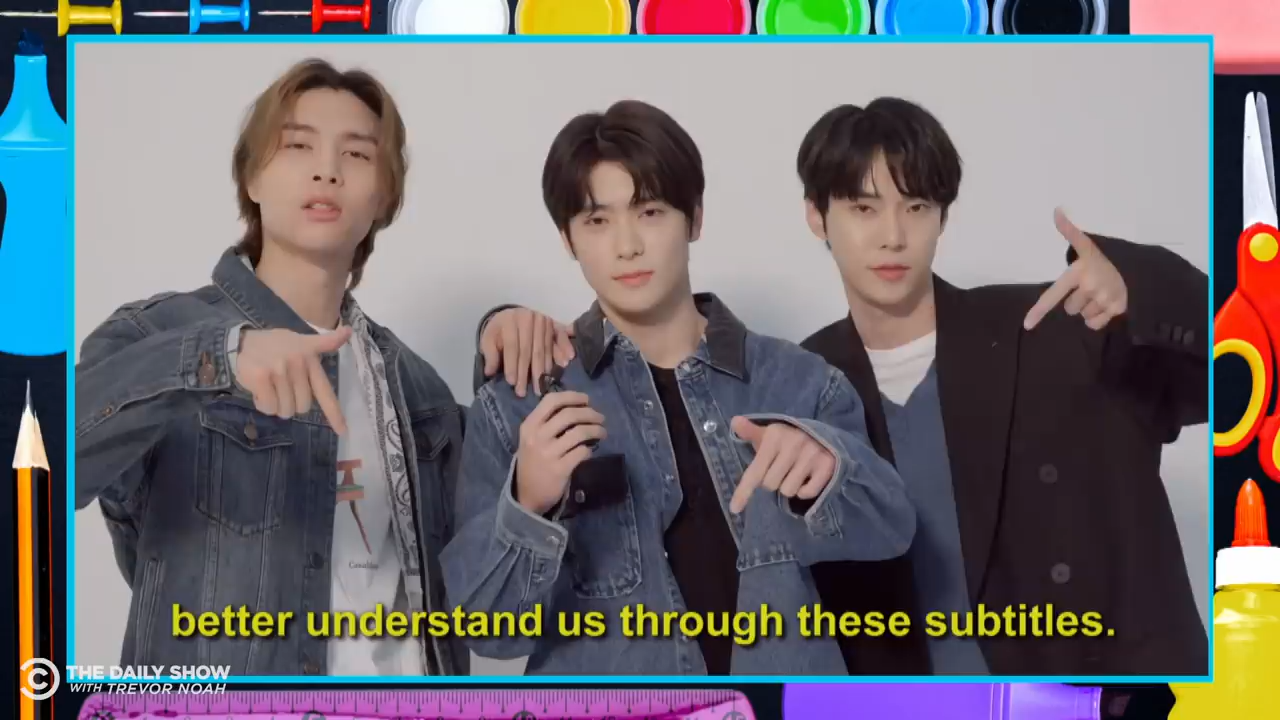 better understand us through these subtitles.
THE DAILY SHOW
WITH TREVOR NOAH